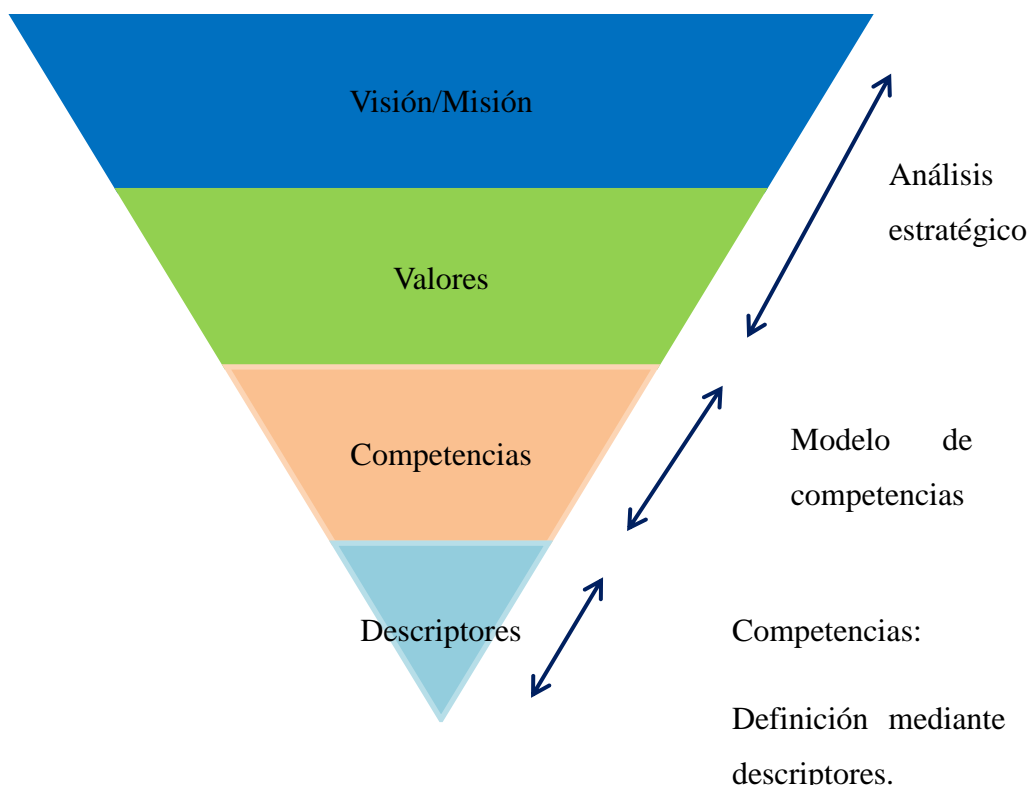 Visión/Misión
Análisis
estratégico
Valores
Modelo de
competencias
Competencias
Descriptores
Competencias:
Definición mediante
descriptores.